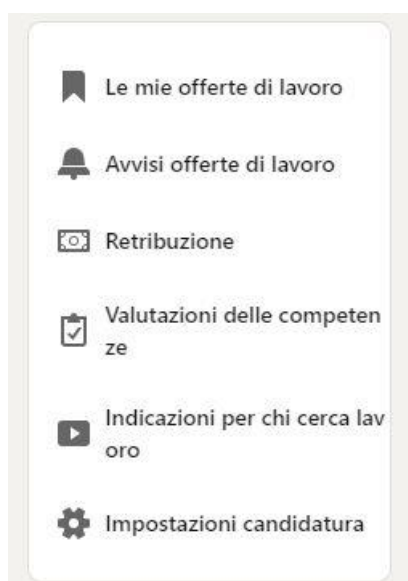 Le mie offerte di lavoro
Avvisi offerte di lavoro
Retribuzione
Valutazioni delle competen
ze
Indicazioni per chi cerca lav
oro
Impostazioni candidatura